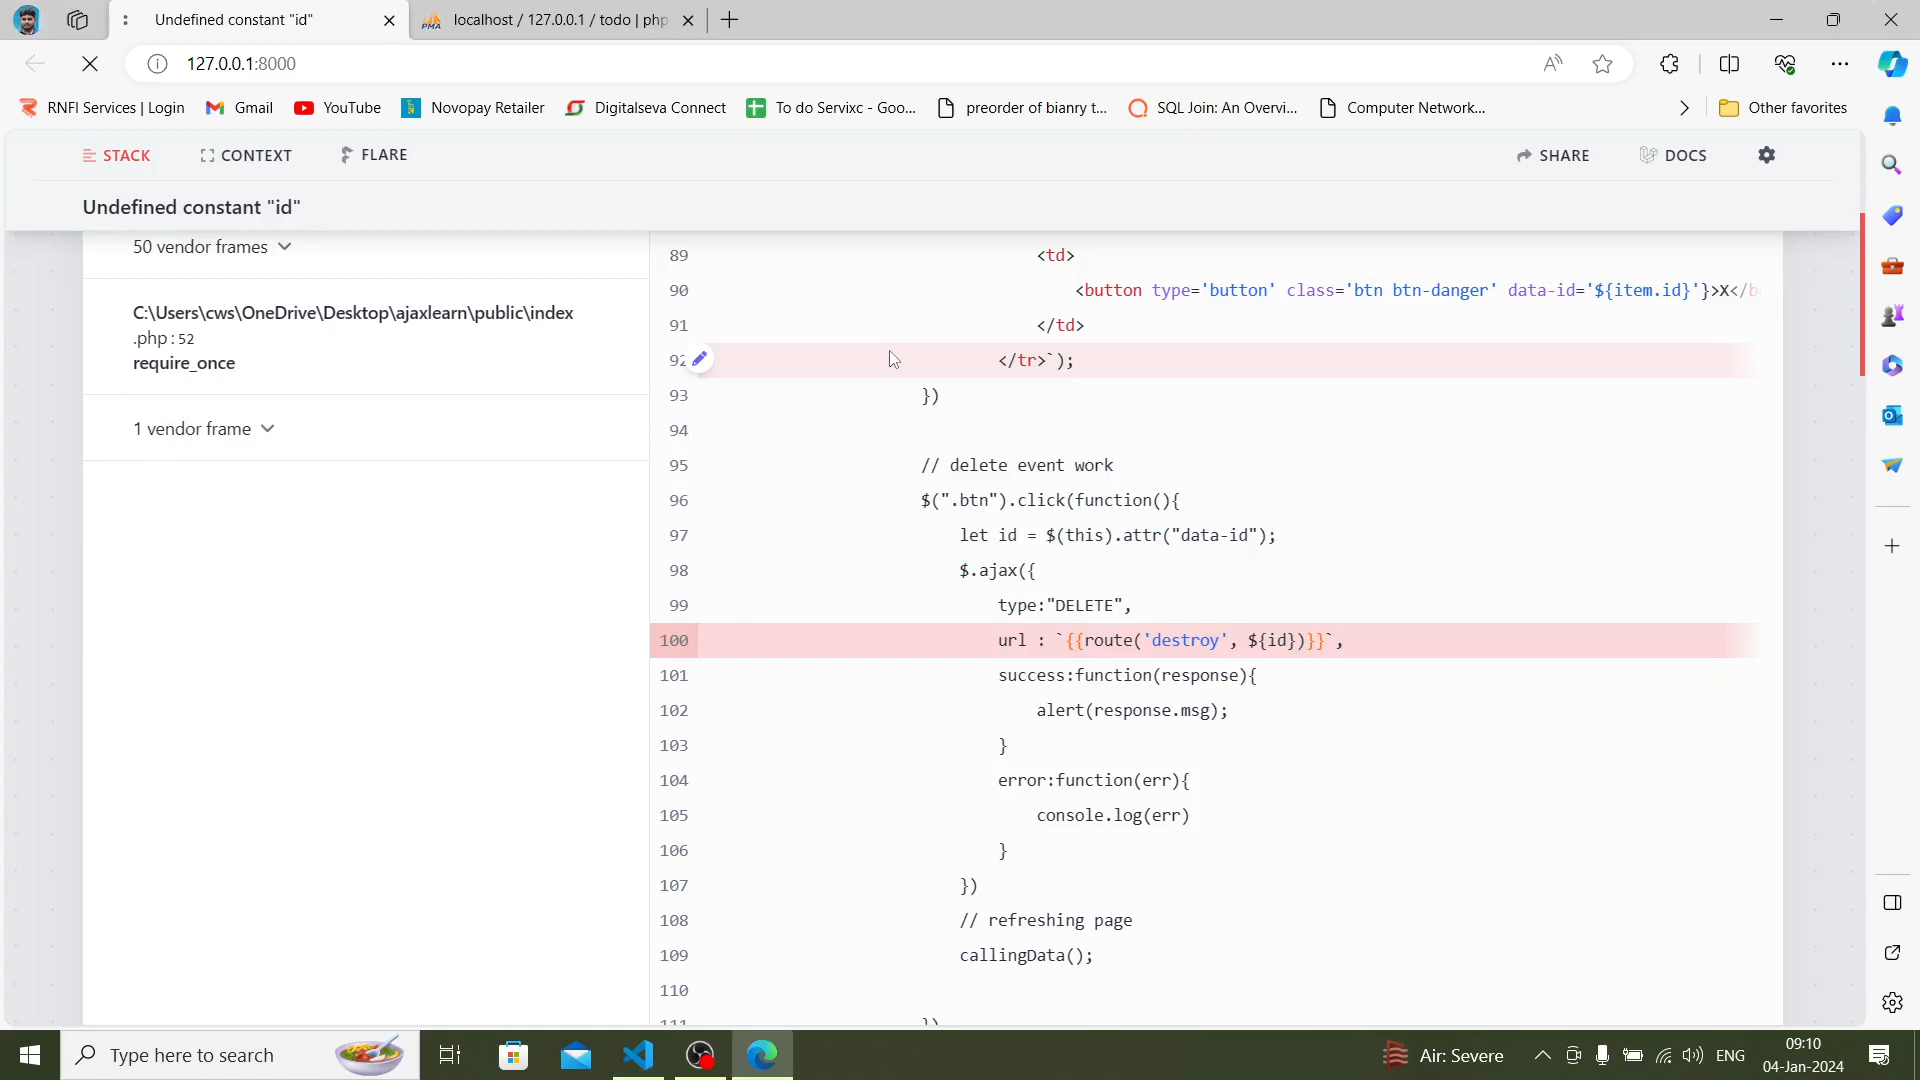 Undefined constant "id"
localhost / 127.0.0.1 / todo | php
127.0.0.1:8000
RNFI Services | Login
Gmail
YouTube
Novopay Retailer
Digitalseva Connect
To do Servixc - Goo...
preorder of bianry t...
SQL Join: An Overvi...
Computer Network...
Other favorites
STACK
CONTEXT
FLARE
SHARE
DOCS
Undefined constant "id"
50 vendor frames
C:\Users\cws\OneDrive\Desktop\ajaxlearn\public\index
.php : 52
require_once
1 vendor frame
89 <td>
90 <button type='button' class='btn btn-danger' data-id='${item.id}'}>X</b
91 </td>
92 </tr>`);
93 })
94
95 // delete event work
96 $(".btn").click(function(){
97 let id = $(this).attr("data-id");
98 $.ajax({
99 type:"DELETE",
100 url : `{{route('destroy', ${id})}}`,
101 success:function(response){
102 alert(response.msg);
103 }
104 error:function(err){
105 console.log(err)
106 }
107 })
108 // refreshing page
109 callingData();
110
111 })
Type here to search
Air: Severe
ENG
09:10
04-Jan-2024